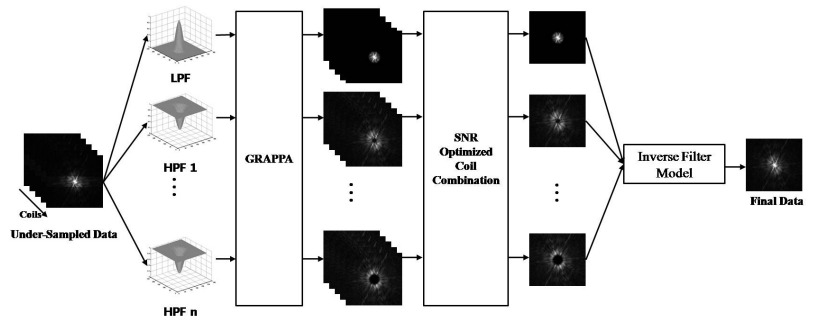 LPF
HPF 1
HPF n
Coils
Under-Sampled Data
GRAPPA
SNR
Optimized
Coil
Combination
Inverse Filter
Model
Final Data